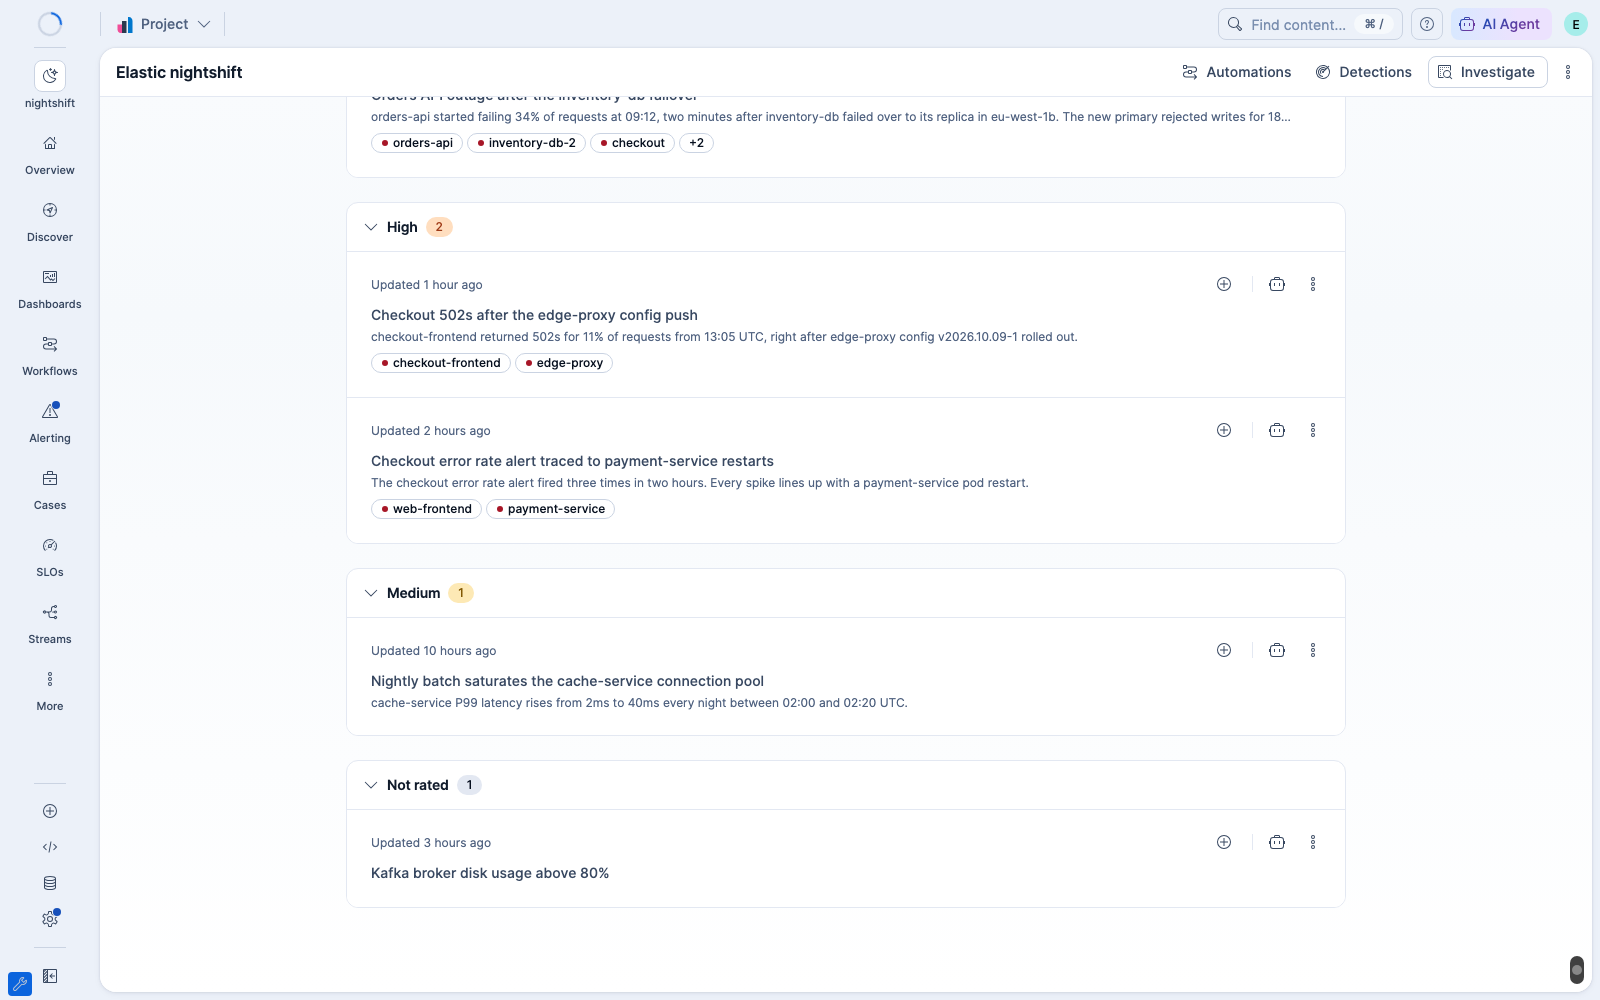 Project
Find content...
⌘ /
AI Agent
E
Elastic nightshift
Automations
Detections
Investigate
nightshift
Overview
Discover
Dashboards
Workflows
Alerting
Cases
SLOs
Streams
More
Orders API outage after the inventory-db failover
orders-api started failing 34% of requests at 09:12, two minutes after inventory-db failed over to its replica in eu-west-1b. The new primary rejected writes for 18...
orders-api
inventory-db-2
checkout
+2
High
2
Updated 1 hour ago
Checkout 502s after the edge-proxy config push
checkout-frontend returned 502s for 11% of requests from 13:05 UTC, right after edge-proxy config v2026.10.09-1 rolled out.
checkout-frontend
edge-proxy
Updated 2 hours ago
Checkout error rate alert traced to payment-service restarts
The checkout error rate alert fired three times in two hours. Every spike lines up with a payment-service pod restart.
web-frontend
payment-service
Medium
1
Updated 10 hours ago
Nightly batch saturates the cache-service connection pool
cache-service P99 latency rises from 2ms to 40ms every night between 02:00 and 02:20 UTC.
Not rated
1
Updated 3 hours ago
Kafka broker disk usage above 80%